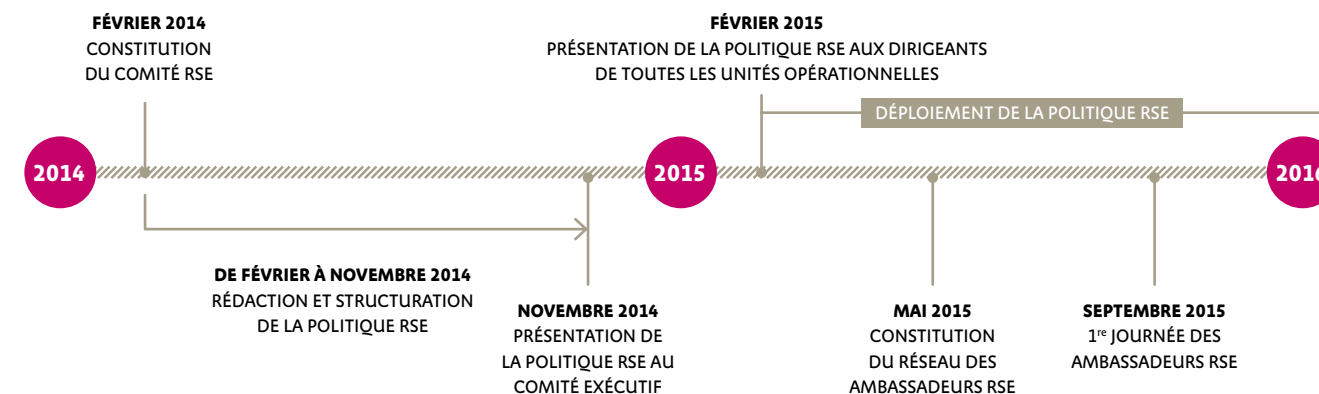 FÉVRIER 2014
CONSTITUTION
DU COMITÉ RSE
FÉVRIER 2015
PRÉSENTATION DE LA POLITIQUE RSE AUX DIRIGEANTS
DE TOUTES LES UNITÉS OPÉRATIONNELLES
DÉPLOIEMENT DE LA POLITIQUE RSE
2014
2015
2016
DE FÉVRIER À NOVEMBRE 2014
RÉDACTION ET STRUCTURATION
DE LA POLITIQUE RSE
NOVEMBRE 2014
PRÉSENTATION DE
LA POLITIQUE RSE AU
COMITÉ EXÉCUTIF
MAI 2015
CONSTITUTION
DU RÉSEAU DES
AMBASSADEURS RSE
SEPTEMBRE 2015
1re JOURNÉE DES
AMBASSADEURS RSE